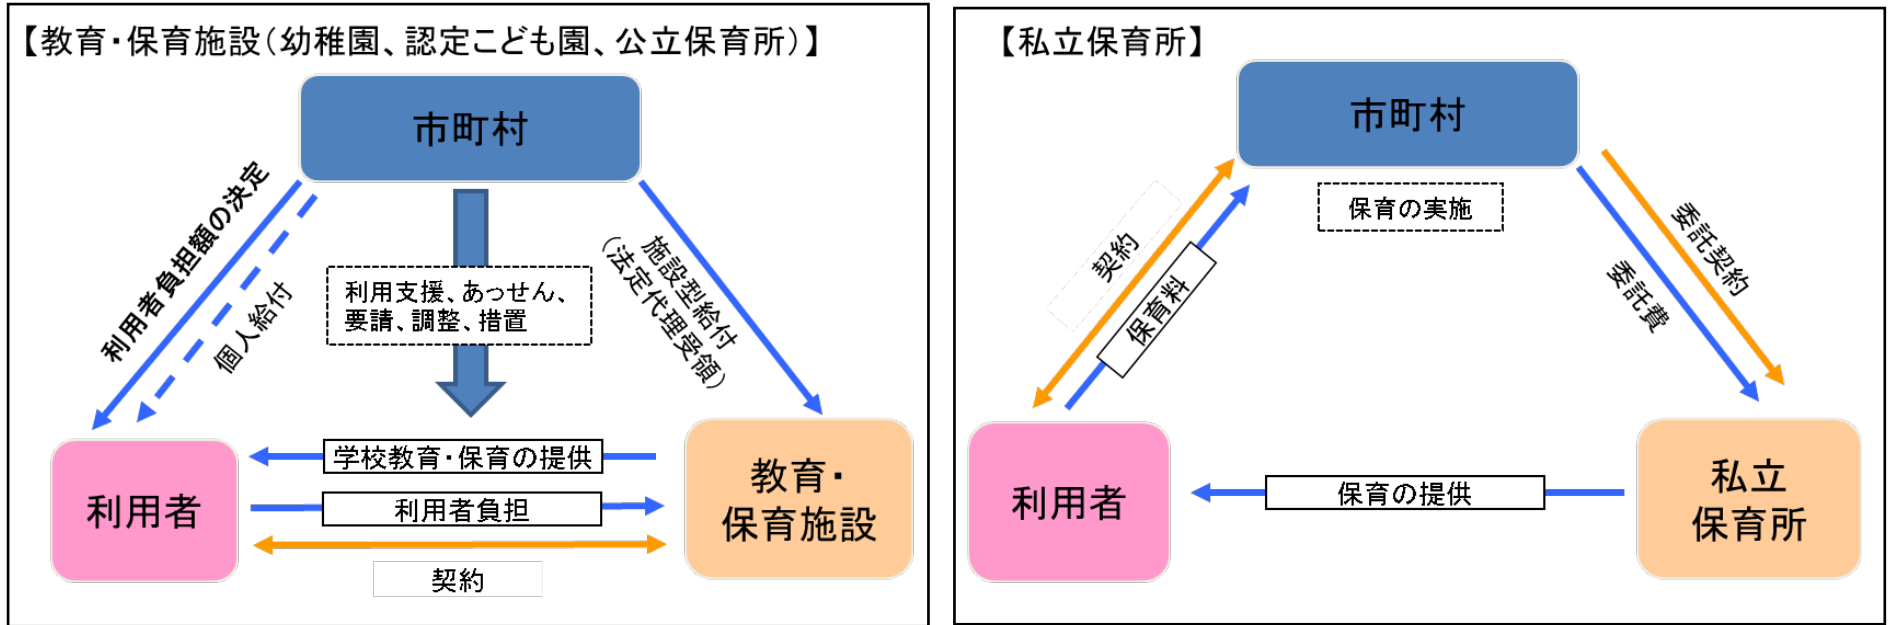 【教育・保育施設(幼稚園、認定こども園、公立保育所)】
市町村
利用者負担額の決定
個人給付
利用支援、あっせん、
要請、調整、措置
施設型給付
(法定代理受領)
学校教育・保育の提供
利用者負担
契約
利用者
教育・
保育施設
【私立保育所】
市町村
保育の実施
契約
保育料
委託契約
委託費
保育の提供
利用者
私立
保育所